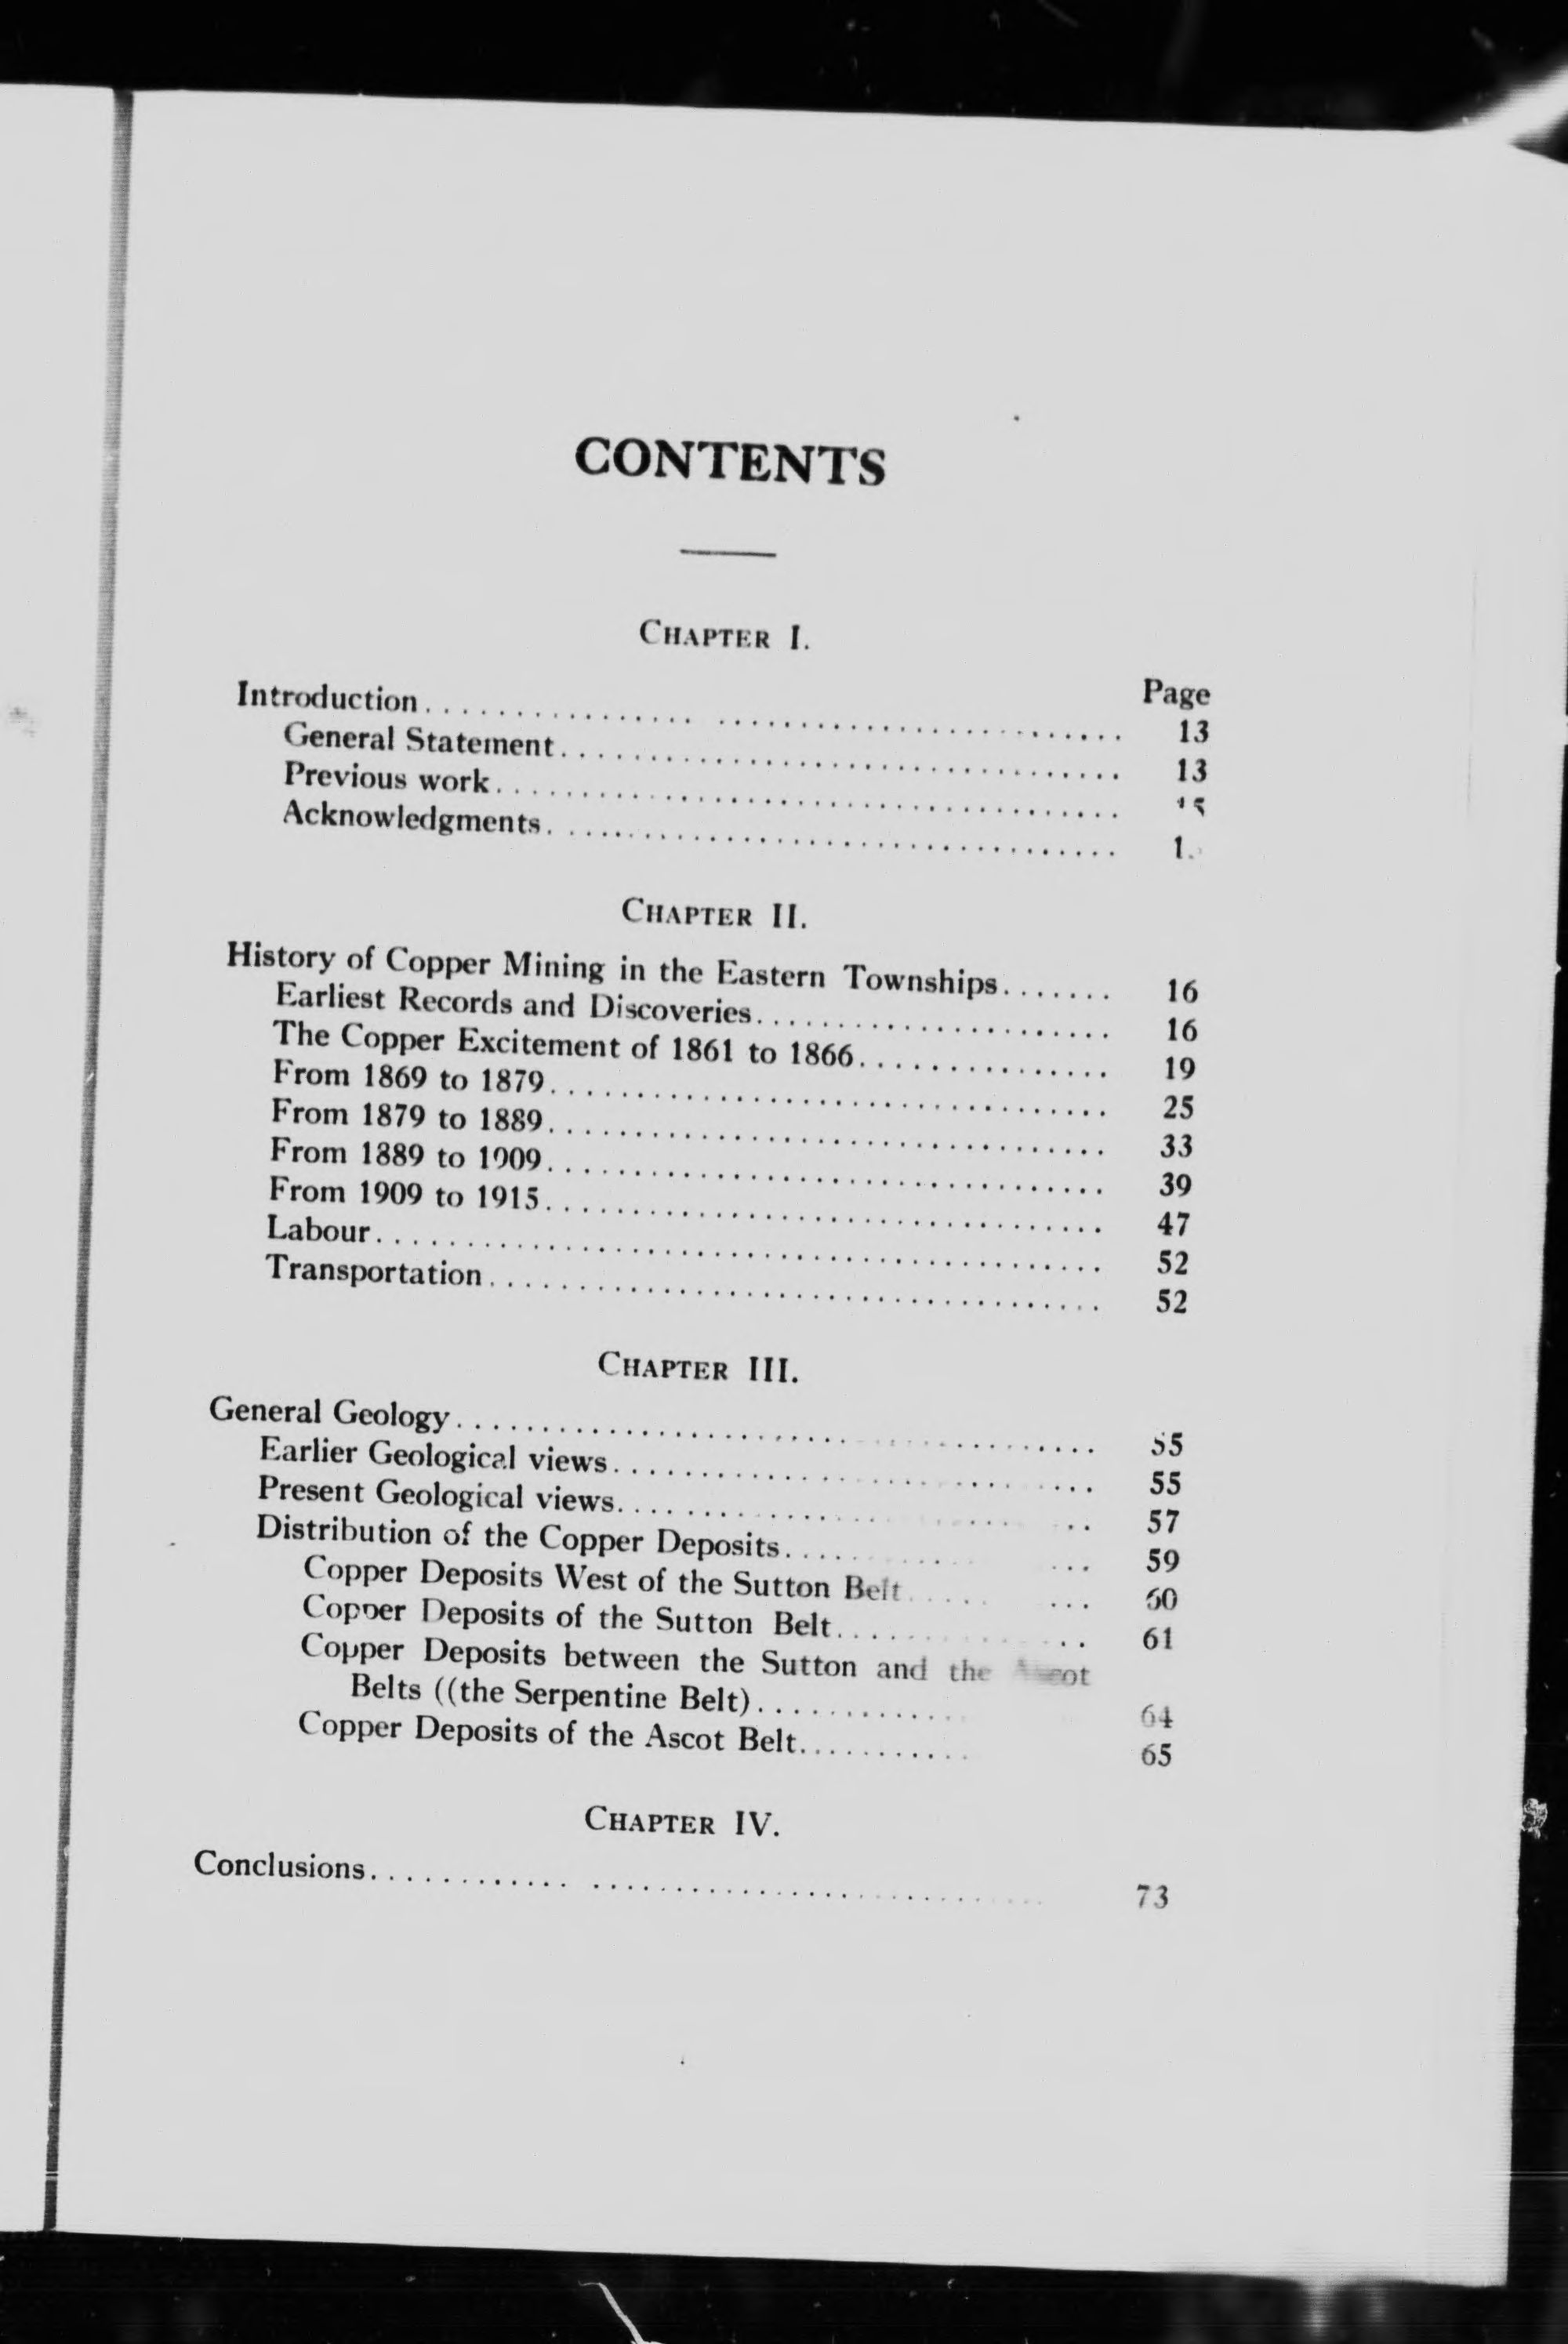 CONTENTS
CHAPTER I.
Page
Introduction 13
General Statement 13
Previous work 15
Acknowledgments
CHAPTER II.
History of Copper Mining in the Eastern Townships 16
Earliest Records and Discoveries 16
The Copper Excitement of 1861 to 1866 19
From 1869 to 1879 25
From 1879 to 1889 33
From 1889 to 1909 39
From 1909 to 1915 47
Labour 52
Transportation 52
CHAPTER III.
General Geology 55
Earlier Geological views 55
Present Geological views 57
Distribution of the Copper Deposits 59
Copper Deposits West of the Sutton Belt 60
Copper Deposits of the Sutton Belt 61
Copper Deposits between the Sutton and the Ascot
Belts ((the Serpentine Belt) 64
Copper Deposits of the Ascot Belt 65
CHAPTER IV.
Conclusions 73